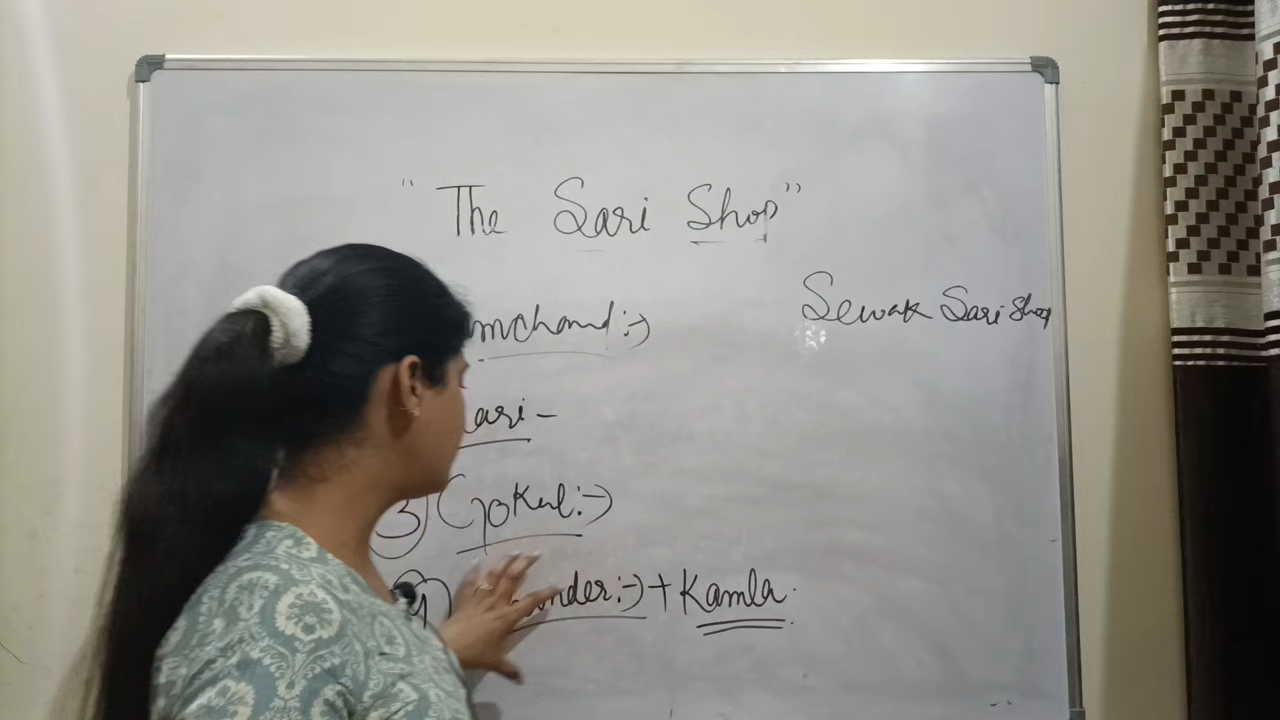 "The Sari Shop"
Sewak Sari Shop
mchand :-)
ari -
3) Gokul :-)
4) nder :-) + Kamla.